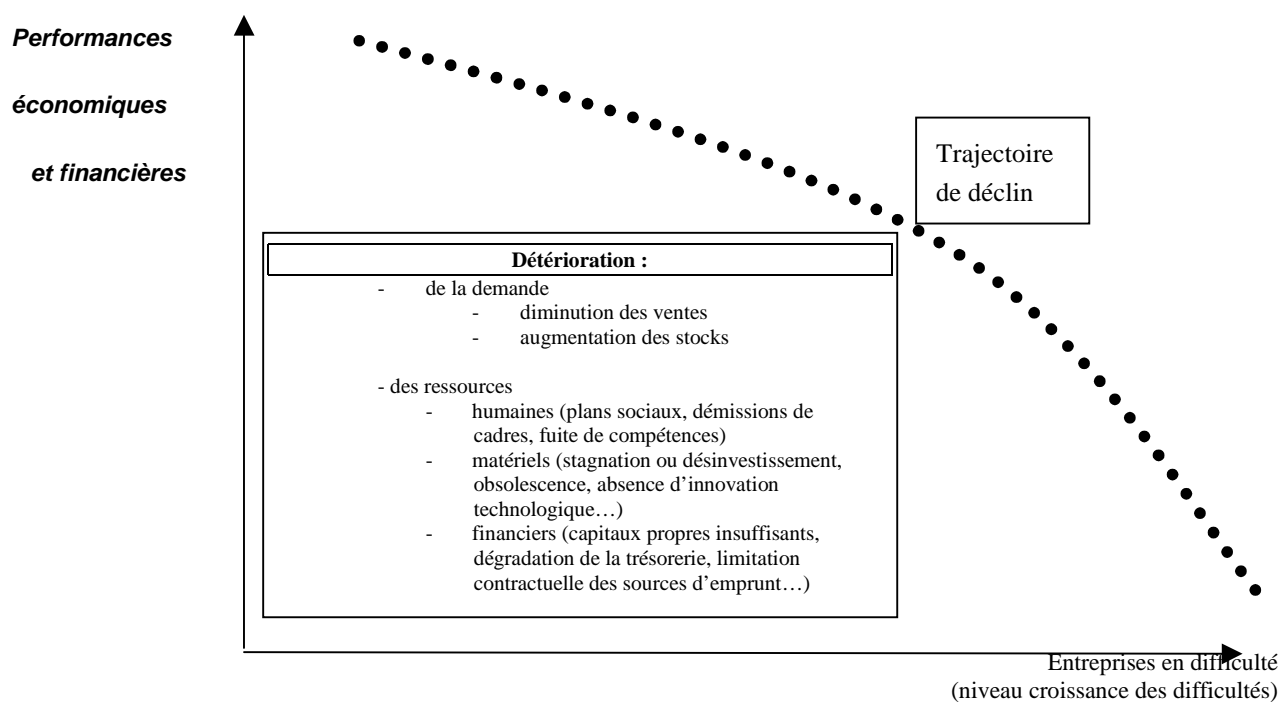 Performances
économiques
et financières
Trajectoire
de déclin
Détérioration :
- de la demande
- diminution des ventes
- augmentation des stocks
- des ressources
- humaines (plans sociaux, démissions de
cadres, fuite de compétences)
- matériels (stagnation ou désinvestissement,
obsolescence, absence d’innovation
technologique…)
- financiers (capitaux propres insuffisants,
dégradation de la trésorerie, limitation
contractuelle des sources d’emprunt…)
Entreprises en difficulté
(niveau croissance des difficultés)